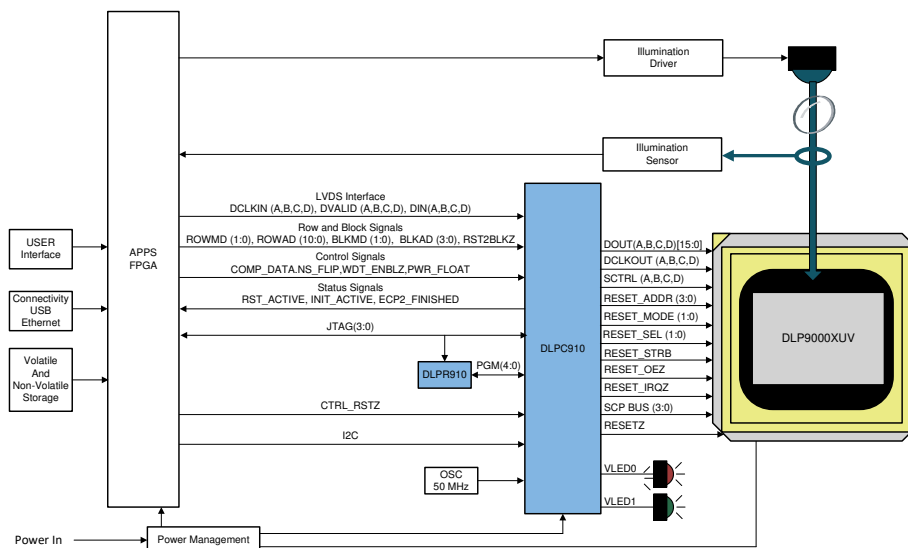 Illumination
Driver
Illumination
Sensor
LVDS Interface
DCLKIN (A,B,C,D), DVALID (A,B,C,D), DIN(A,B,C,D)
Row and Block Signals
ROWMD (1:0), ROWAD (10:0), BLKMD (1:0), BLKAD (3:0), RST2BLKZ
Control Signals
COMP_DATA.NS_FLIP,WDT_ENBLZ,PWR_FLOAT
Status Signals
RST_ACTIVE, INIT_ACTIVE, ECP2_FINISHED
JTAG(3:0)
DLPR910
PGM(4:0)
CTRL_RSTZ
I2C
OSC
50 MHz
USER
Interface
Connectivity
USB
Ethernet
Volatile
And
Non-Volatile
Storage
APPS
FPGA
DLPC910
DOUT(A,B,C,D)[15:0]
DCLKOUT (A,B,C,D)
SCTRL (A,B,C,D)
RESET_ADDR (3:0)
RESET_MODE (1:0)
RESET_SEL (1:0)
RESET_STRB
RESET_OEZ
RESET_IRQZ
SCP BUS (3:0)
RESETZ
DLP9000XUV
VLED0
VLED1
Power In
Power Management